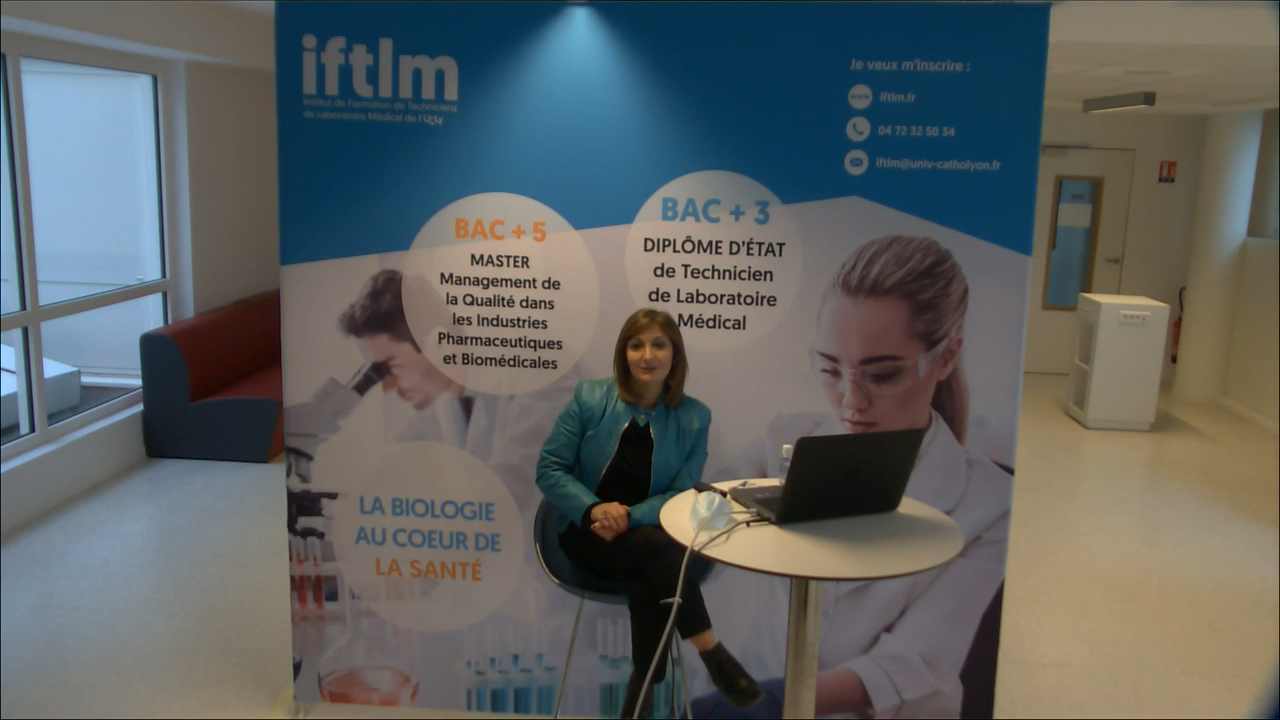 iftlm
Institut de Formation de Techniciens
de Laboratoire Médical de l'UcLy
Je veux m'inscrire :
www
iftlm.fr
04 72 32 50 34
iftlm@univ-catholyon.fr
BAC + 5
MASTER
Management de
la Qualité dans
les Industries
Pharmaceutiques
et Biomédicales
BAC + 3
DIPLÔME D'ÉTAT
de Technicien
de Laboratoire
Médical
LA BIOLOGIE
AU COEUR DE
LA SANTÉ